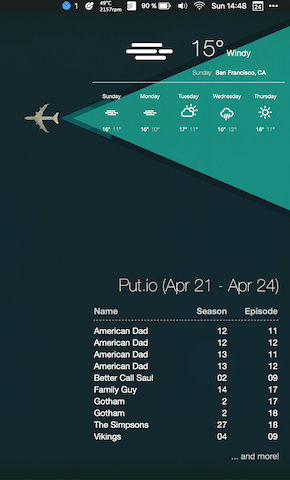 1 49°C 2157rpm 90% Sun 14:48 24
15° Windy
Sunday San Francisco, CA
Sunday Monday Tuesday Wednesday Thursday
16° 11° 16° 10° 17° 11° 16° 12° 18° 11°
Put.io (Apr 21 - Apr 24)
Name Season Episode
American Dad 12 11
American Dad 12 12
American Dad 13 11
American Dad 13 12
Better Call Saul 02 09
Family Guy 14 17
Gotham 2 17
Gotham 2 18
The Simpsons 27 18
Vikings 04 09
... and more!